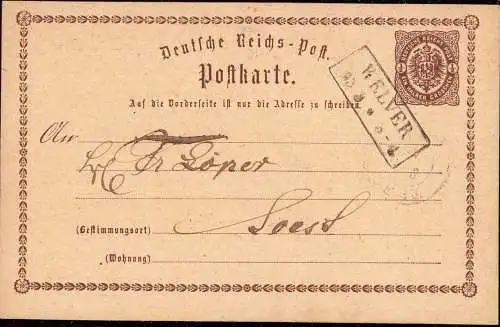 Deutsche Reichs-Post.
Postkarte.
Auf die Vorderseite ist nur die Adresse zu schreiben.
WELVER
An
Fr Löper
Soest
(Bestimmungsort)
(Wohnung)